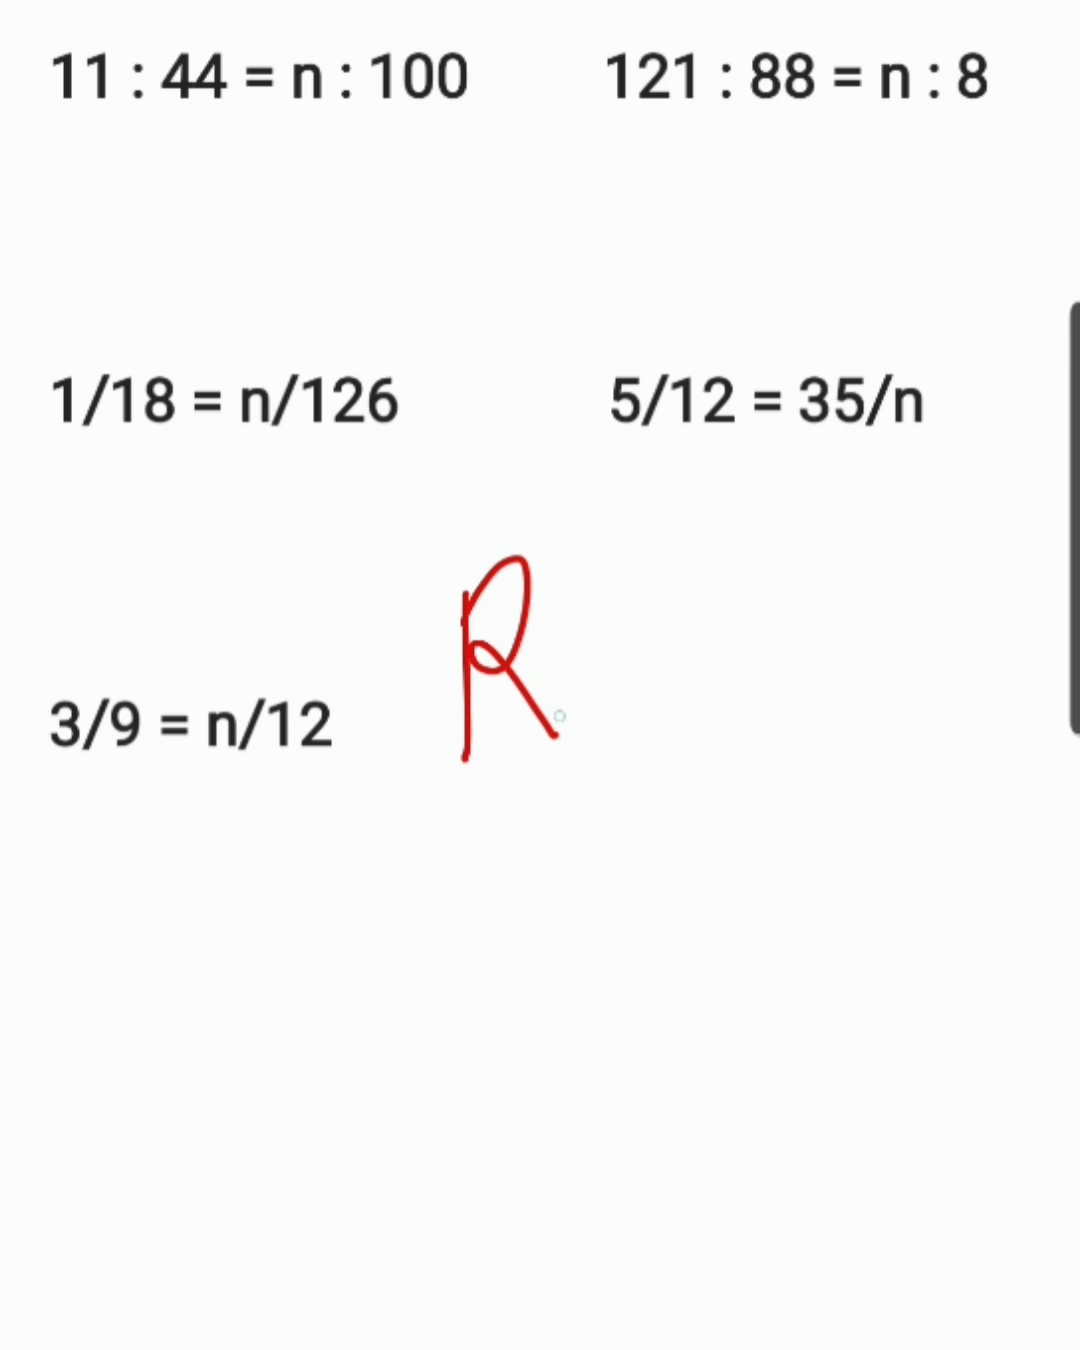 11 : 44 = n : 100
121 : 88 = n : 8
1/18 = n/126
5/12 = 35/n
3/9 = n/12
R